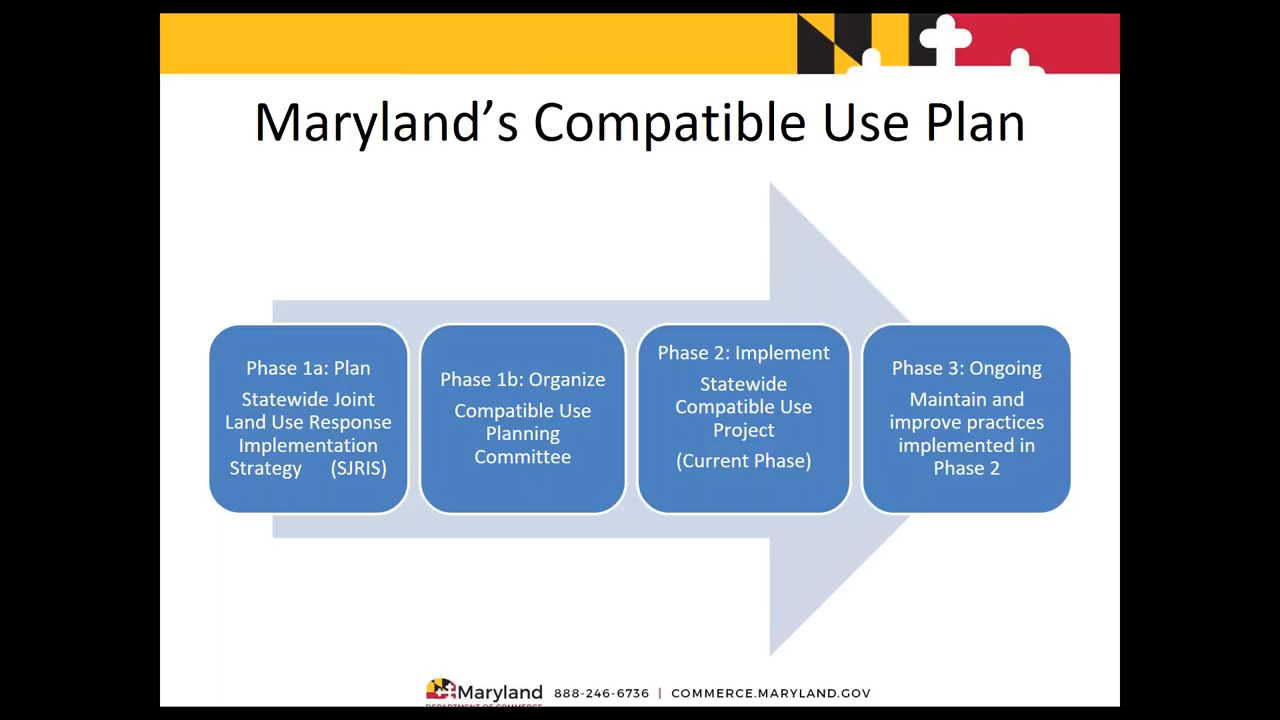 Maryland's Compatible Use Plan
Phase 1a: Plan
Statewide Joint
Land Use Response
Implementation
Strategy (SJRIS)
Phase 1b: Organize
Compatible Use
Planning
Committee
Phase 2: Implement
Statewide
Compatible Use
Project
(Current Phase)
Phase 3: Ongoing
Maintain and
improve practices
implemented in
Phase 2
Maryland 888-246-6736 | COMMERCE.MARYLAND.GOV
DEPARTMENT OF COMMERCE